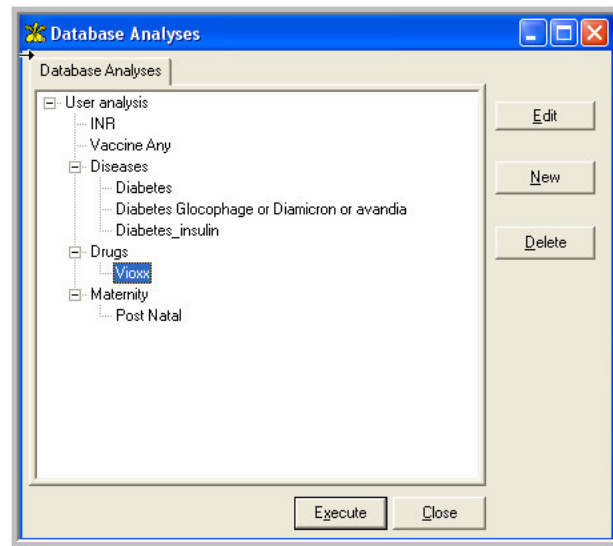 Database Analyses
Database Analyses
User analysis
INR
Vaccine Any
Diseases
Diabetes
Diabetes Glocophage or Diamicron or avandia
Diabetes_insulin
Drugs
Vioxx
Maternity
Post Natal
Edit
New
Delete
Execute
Close